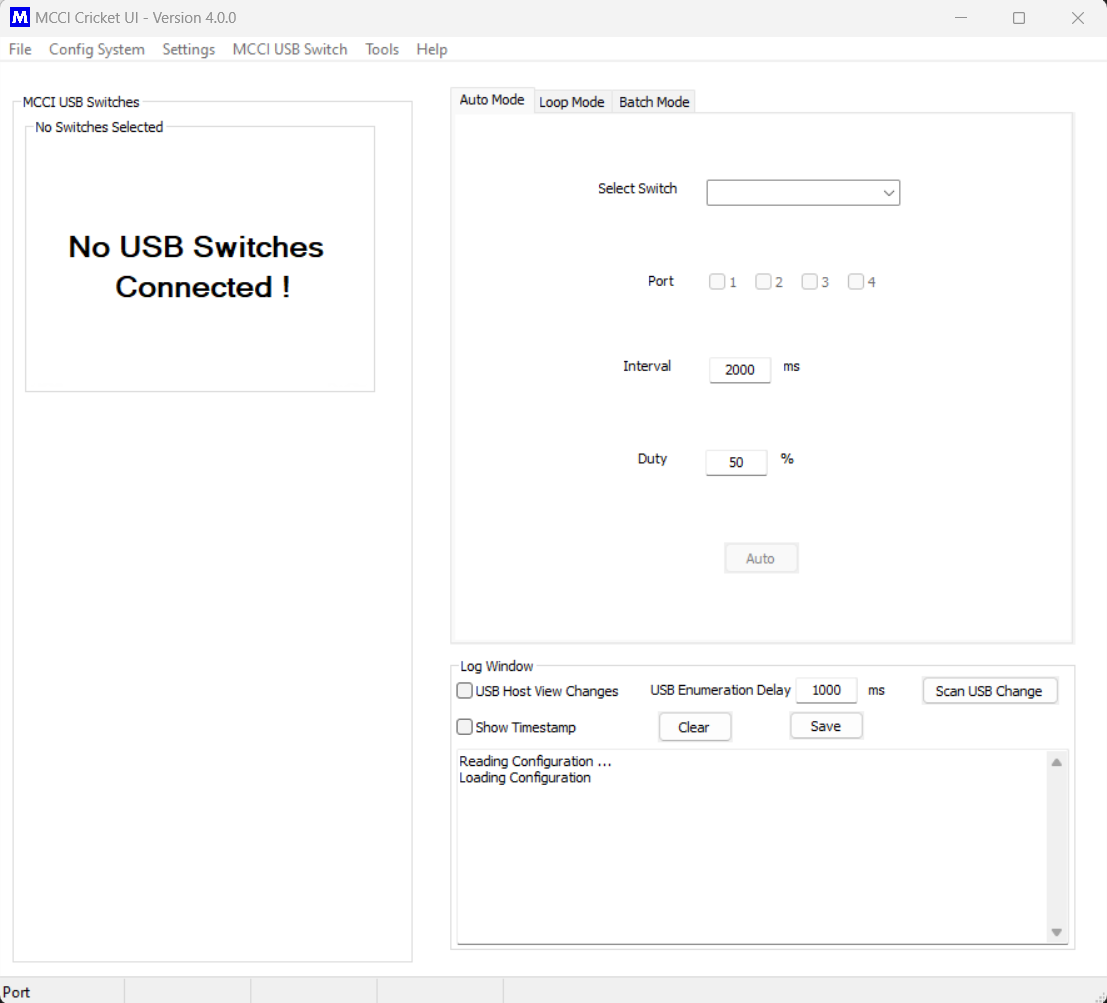 M MCCI Cricket UI - Version 4.0.0
File Config System Settings MCCI USB Switch Tools Help
MCCI USB Switches
No Switches Selected
No USB Switches
Connected !
Auto Mode Loop Mode Batch Mode
Select Switch
Port 1 2 3 4
Interval 2000 ms
Duty 50 %
Auto
Log Window
USB Host View Changes USB Enumeration Delay 1000 ms Scan USB Change
Show Timestamp Clear Save
Reading Configuration ...
Loading Configuration
Port